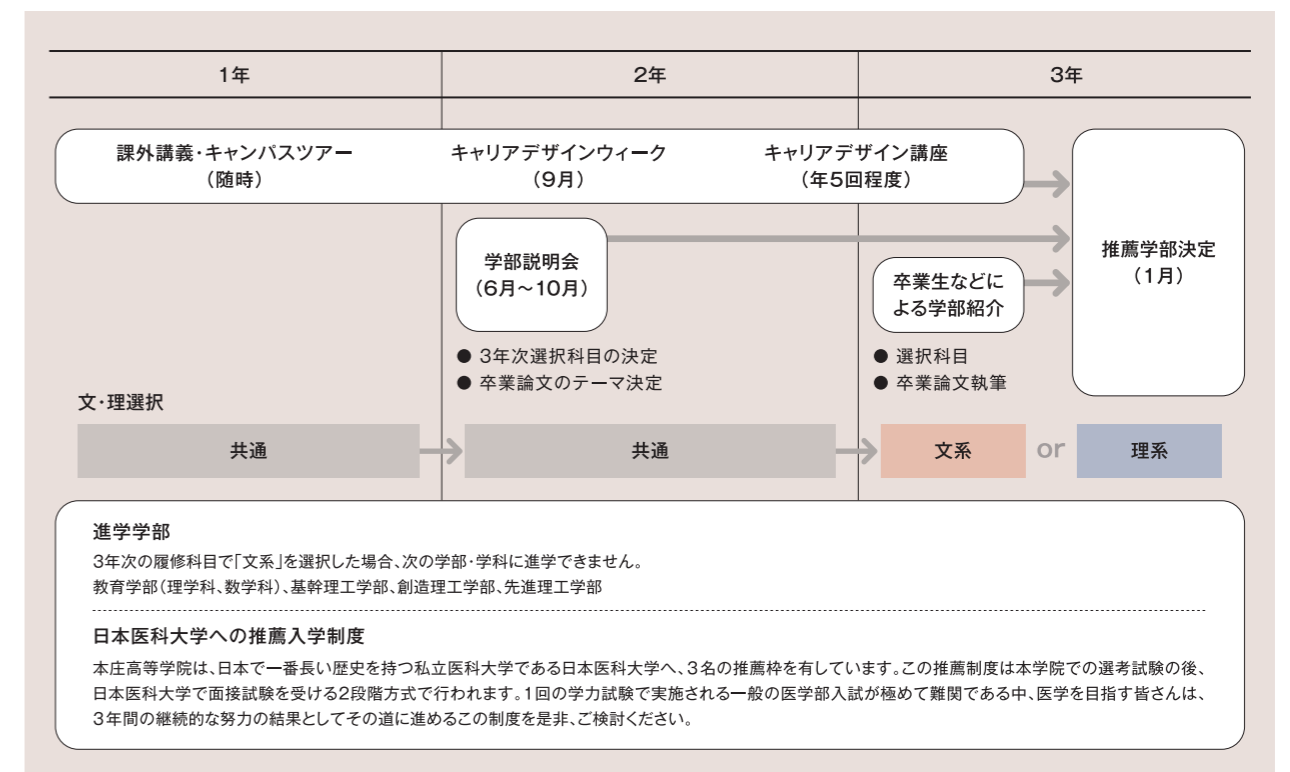 1年
2年
3年
課外講義・キャンパスツアー
（随時）
キャリアデザインウィーク
（9月）
キャリアデザイン講座
（年5回程度）
学部説明会
（6月〜10月）
卒業生などに
よる学部紹介
推薦学部決定
（1月）
● 3年次選択科目の決定
● 卒業論文のテーマ決定
● 選択科目
● 卒業論文執筆
文・理選択
共通
共通
文系
or
理系
進学学部
3年次の履修科目で「文系」を選択した場合、次の学部・学科に進学できません。
教育学部（理学科、数学科）、基幹理工学部、創造理工学部、先進理工学部
日本医科大学への推薦入学制度
本庄高等学院は、日本で一番長い歴史を持つ私立医科大学である日本医科大学へ、3名の推薦枠を有しています。この推薦制度は本学院での選考試験の後、
日本医科大学で面接試験を受ける2段階方式で行われます。1回の学力試験で実施される一般の医学部入試が極めて難関である中、医学を目指す皆さんは、
3年間の継続的な努力の結果としてその道に進めるこの制度を是非、ご検討ください。